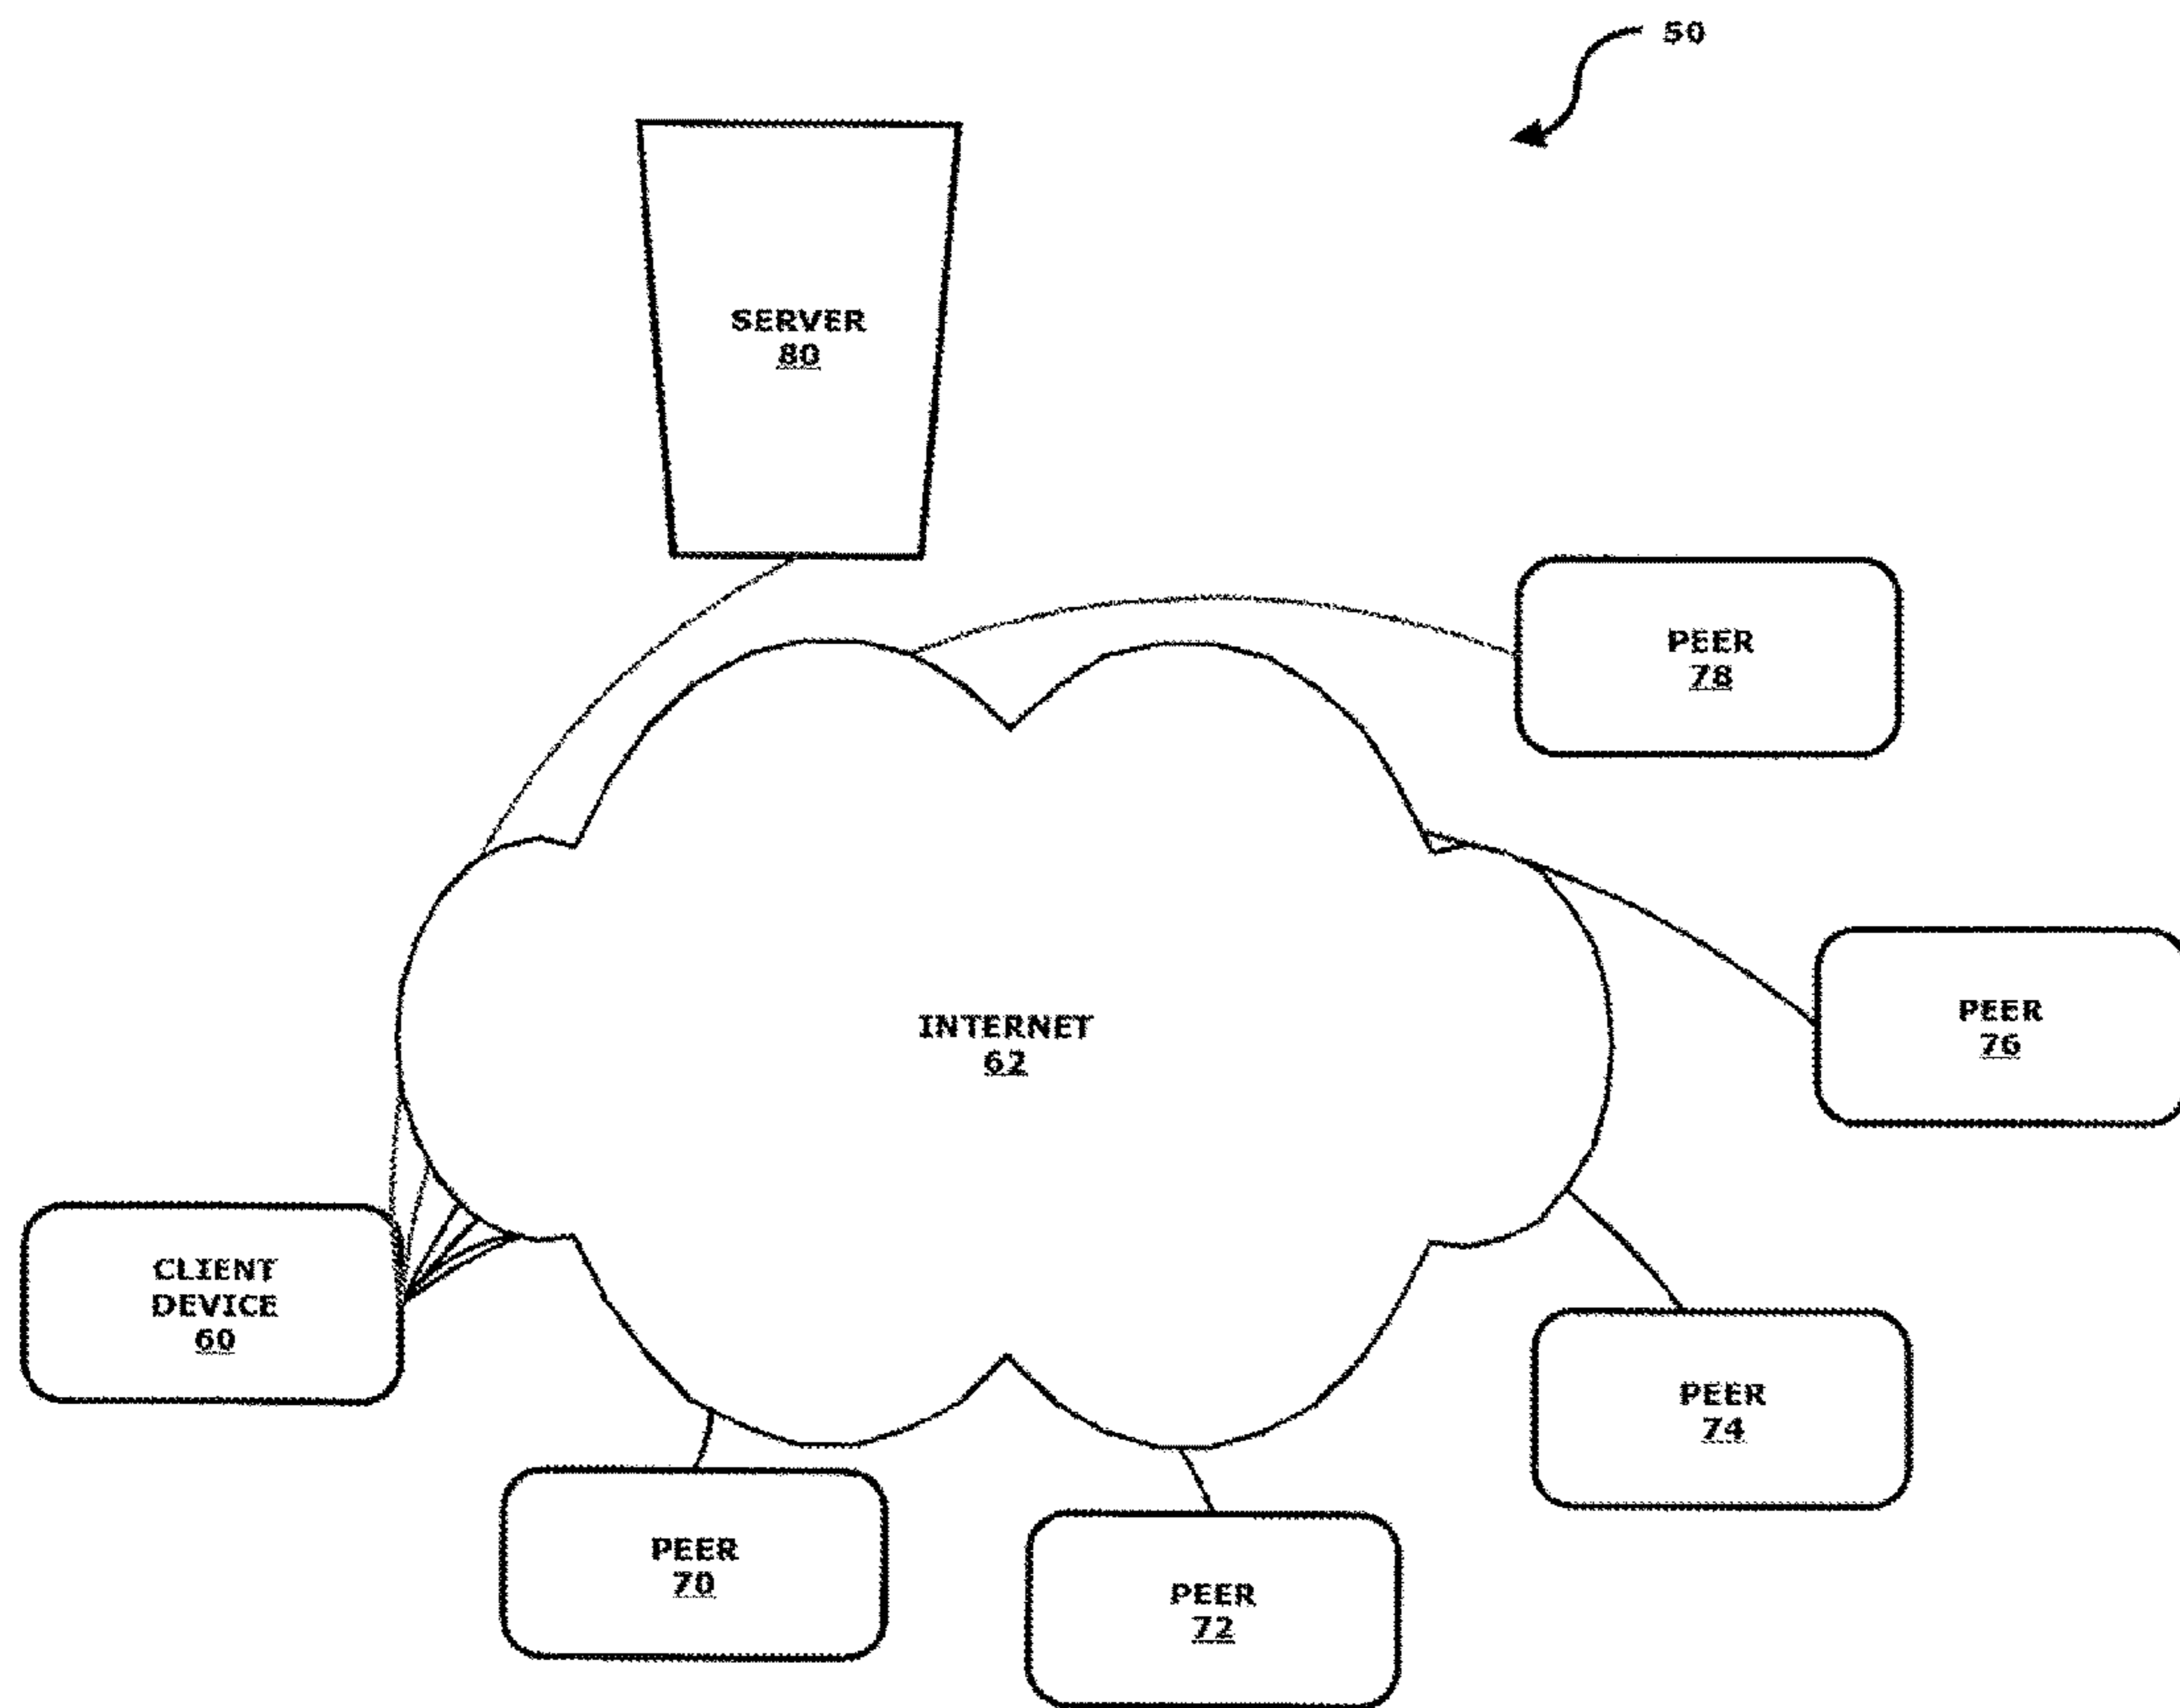 50
SERVER
80
PEER
78
INTERNET
62
PEER
76
CLIENT
DEVICE
60
PEER
74
PEER
70
PEER
72